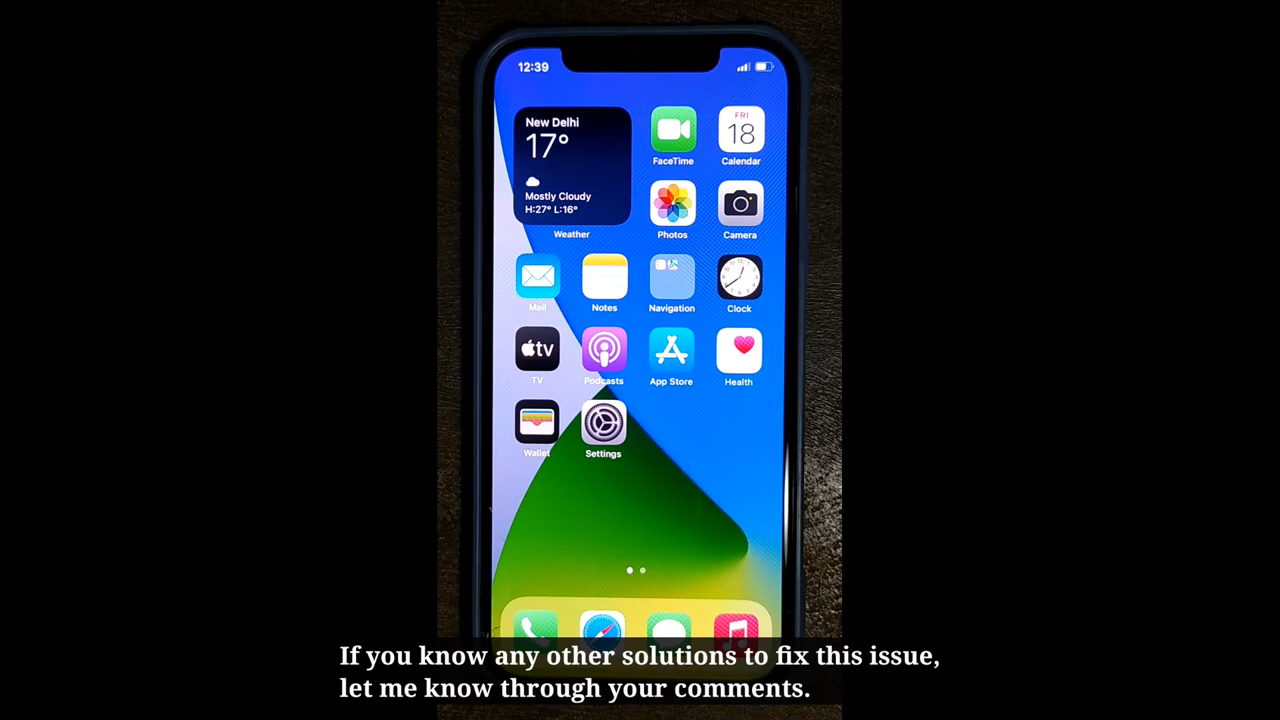 12:39
New Delhi
17°
Mostly Cloudy
H:27° L:16°
Weather
FaceTime
FRI
18
Calendar
Photos
Camera
Mail
Notes
Navigation
Clock
tv
TV
Podcasts
App Store
Health
Wallet
Settings
If you know any other solutions to fix this issue,
let me know through your comments.